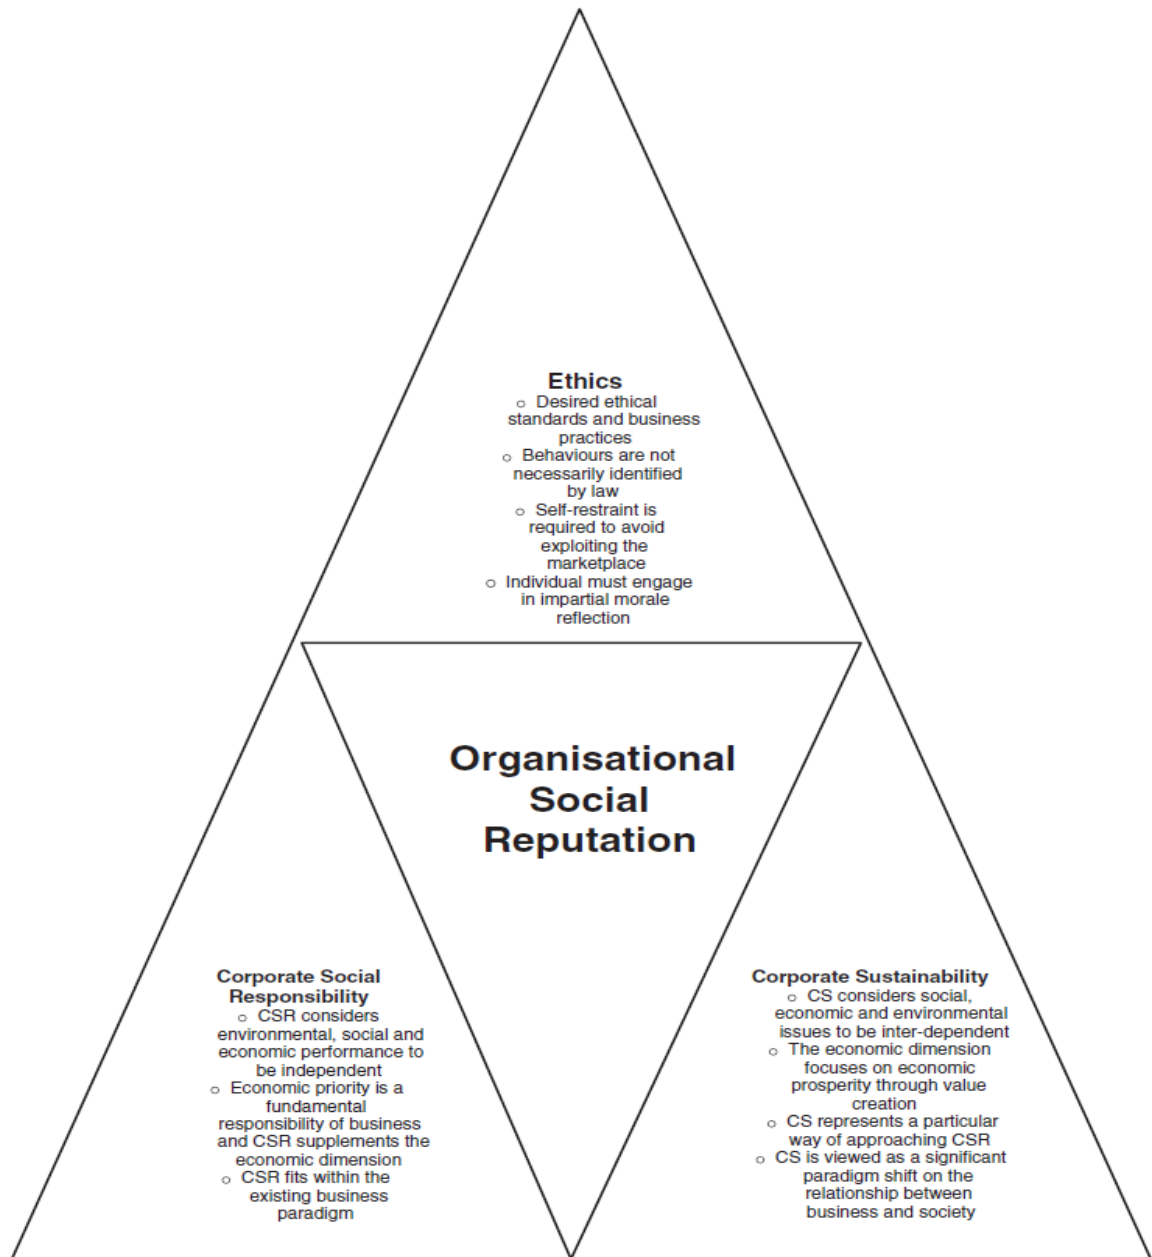 Ethics
○ Desired ethical
standards and business
practices
○ Behaviours are not
necessarily identified
by law
○ Self-restraint is
required to avoid
exploiting the
marketplace
○ Individual must engage
in impartial morale
reflection
Organisational
Social
Reputation
Corporate Social
Responsibility
○ CSR considers
environmental, social and
economic performance to
be independent
○ Economic priority is a
fundamental
responsibility of business
and CSR supplements the
economic dimension
○ CSR fits within the
existing business
paradigm
Corporate Sustainability
○ CS considers social,
economic and environmental
issues to be inter-dependent
○ The economic dimension
focuses on economic
prosperity through value
creation
○ CS represents a particular
way of approaching CSR
○ CS is viewed as a significant
paradigm shift on the
relationship between
business and society